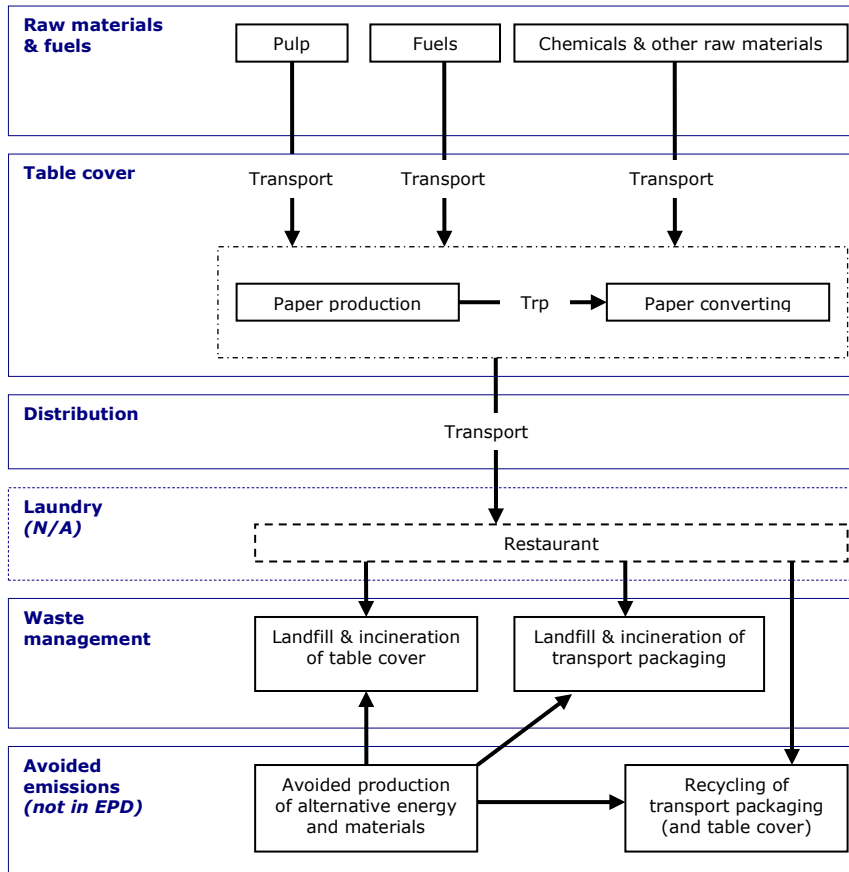 Raw materials
& fuels
Pulp
Fuels
Chemicals & other raw materials
Table cover
Transport
Transport
Transport
Paper production
Trp
Paper converting
Distribution
Transport
Laundry
(N/A)
Restaurant
Waste
management
Landfill & incineration
of table cover
Landfill & incineration of
transport packaging
Avoided
emissions
(not in EPD)
Avoided production
of alternative energy
and materials
Recycling of
transport packaging
(and table cover)